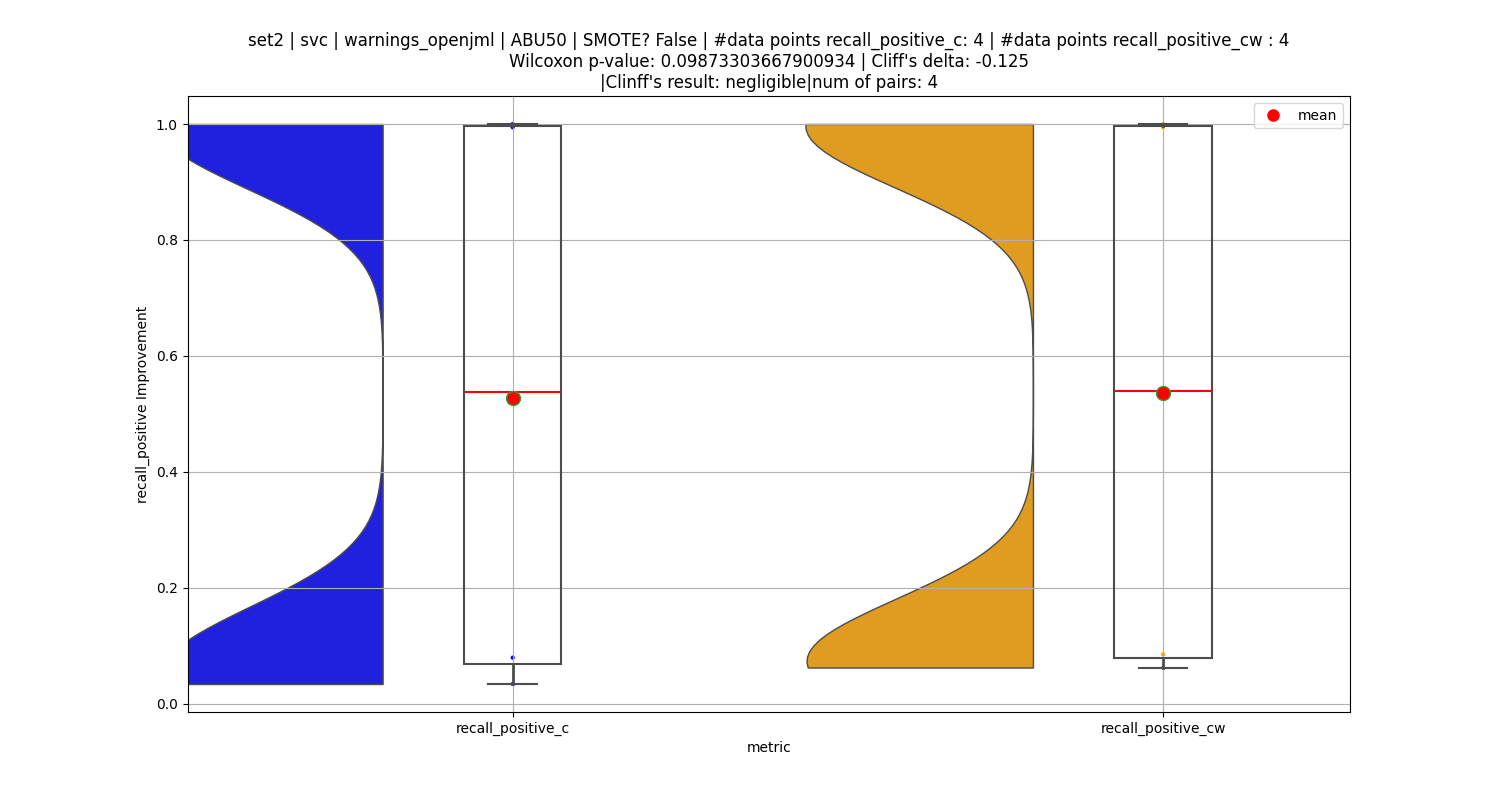 set2 | svc | warnings_openjml | ABU50 | SMOTE? False | #data points recall_positive_c: 4 | #data points recall_positive_cw : 4
Wilcoxon p-value: 0.09873303667900934 | Cliff's delta: -0.125
|Clinff's result: negligible|num of pairs: 4
mean
1.0
0.8
0.6
0.4
0.2
0.0
recall_positive Improvement
recall_positive_c
recall_positive_cw
metric